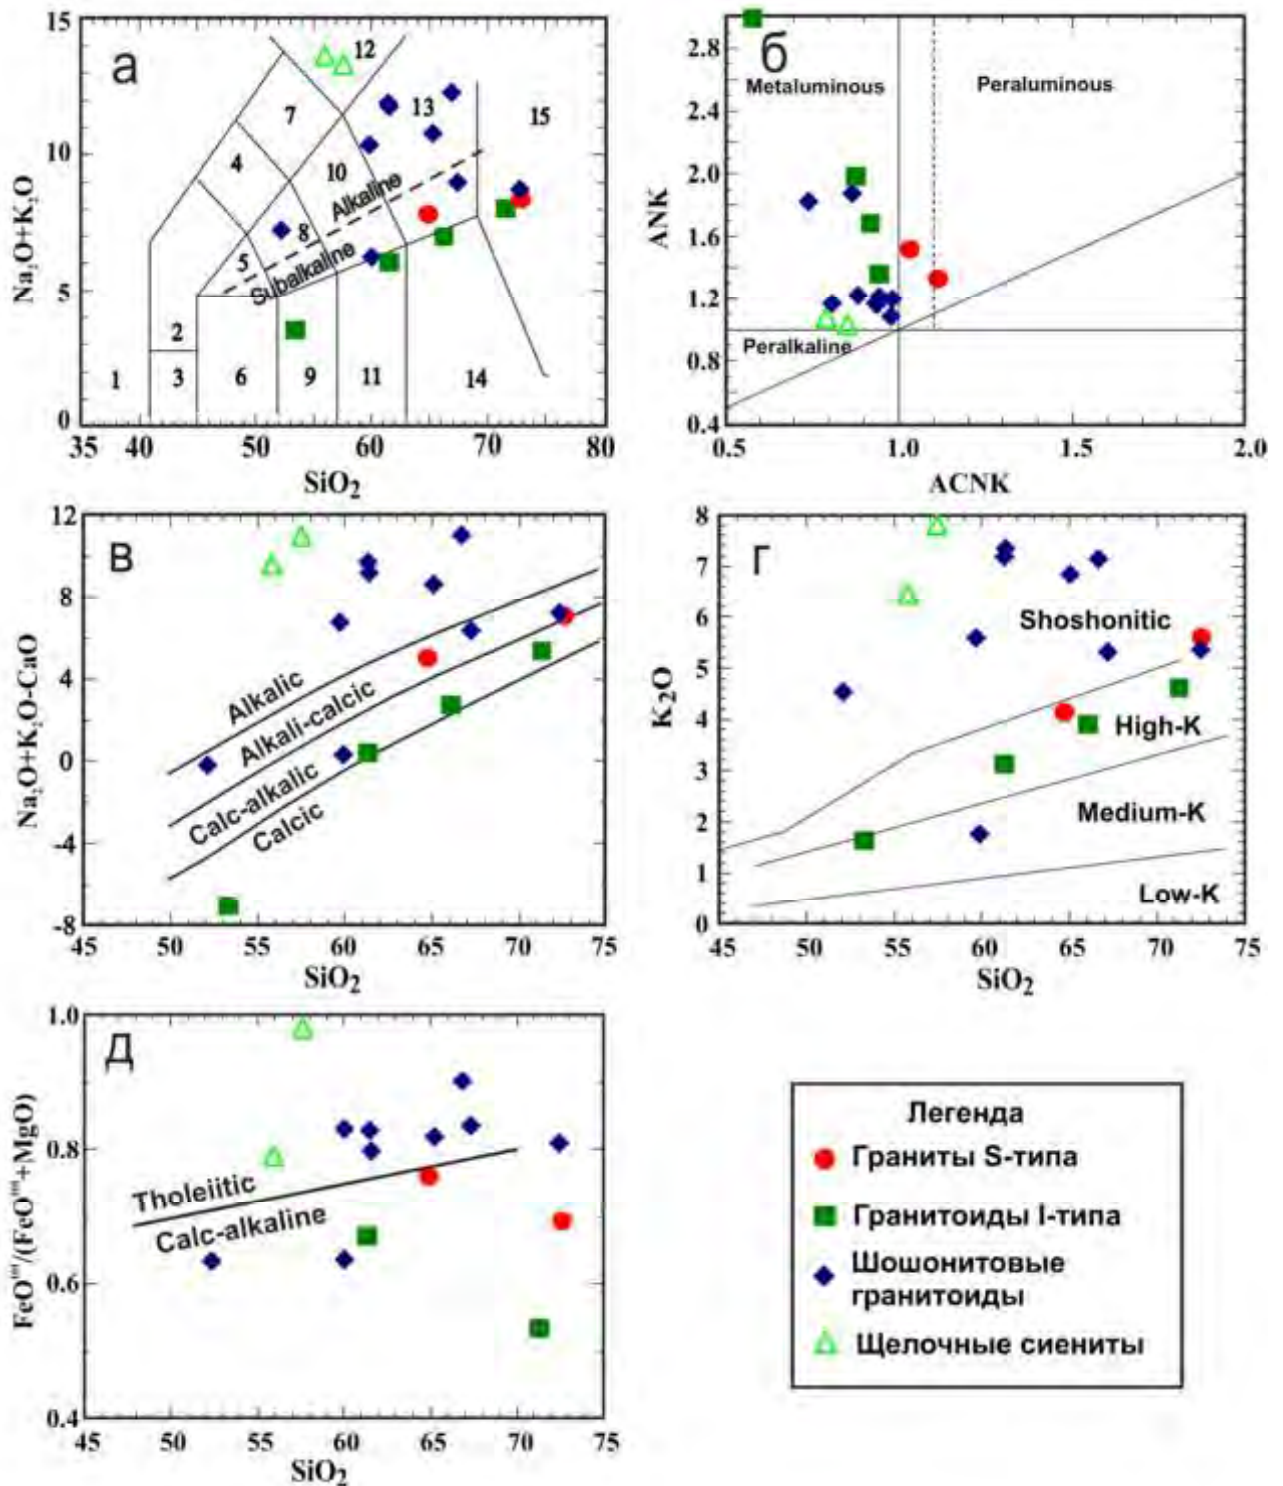 а
15
10
5
0
Na₂O+K₂O
1
2
3
4
5
6
7
8
9
10
11
12
13
14
15
Alkaline
Subalkaline
35 40 50 60 70 80
SiO₂
б
Metaluminous
Peraluminous
Peralkaline
2.8
2.4
2.0
1.6
1.2
0.8
0.4
ANK
0.5 1.0 1.5 2.0
ACNK
в
12
8
4
0
-4
-8
Na₂O+K₂O-CaO
Alkalic
Alkali-calcic
Calc-alkalic
Calcic
45 50 55 60 65 70 75
SiO₂
Г
8
7
6
5
4
3
2
1
0
K₂O
Shoshonitic
High-K
Medium-K
Low-K
45 50 55 60 65 70 75
SiO₂
Д
1.0
0.8
0.6
0.4
FeOᵗᵒᵗ/(FeOᵗᵒᵗ+MgO)
Tholeiitic
Calc-alkaline
45 50 55 60 65 70 75
SiO₂
Легенда
Граниты S-типа
Гранитоиды I-типа
Шошонитовые
гранитоиды
Щелочные сиениты